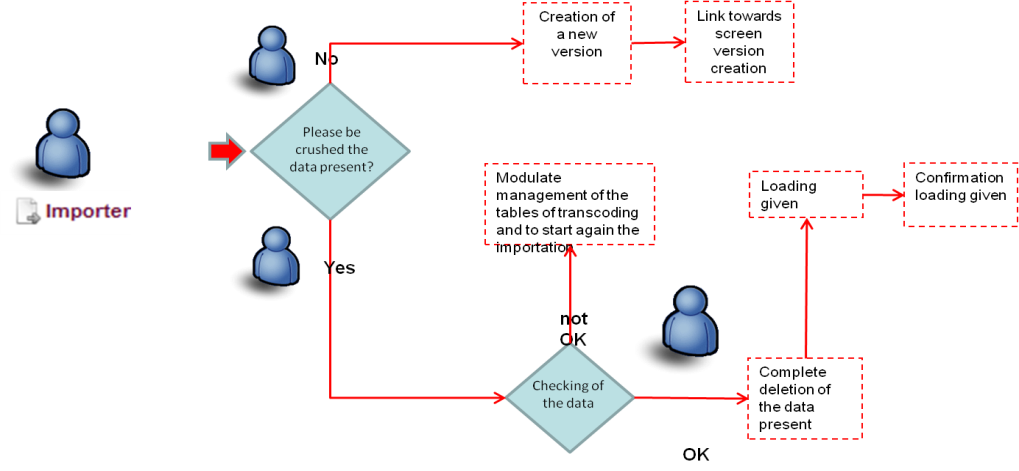 Creation of
a new
version
Link towards
screen
version
creation
No
Please be
crushed the
data present?
Importer
Modulate
management of the
tables of transcoding
and to start again the
importation
Loading
given
Confirmation
loading given
Yes
not
OK
Checking of
the data
Complete
deletion of
the data
present
OK